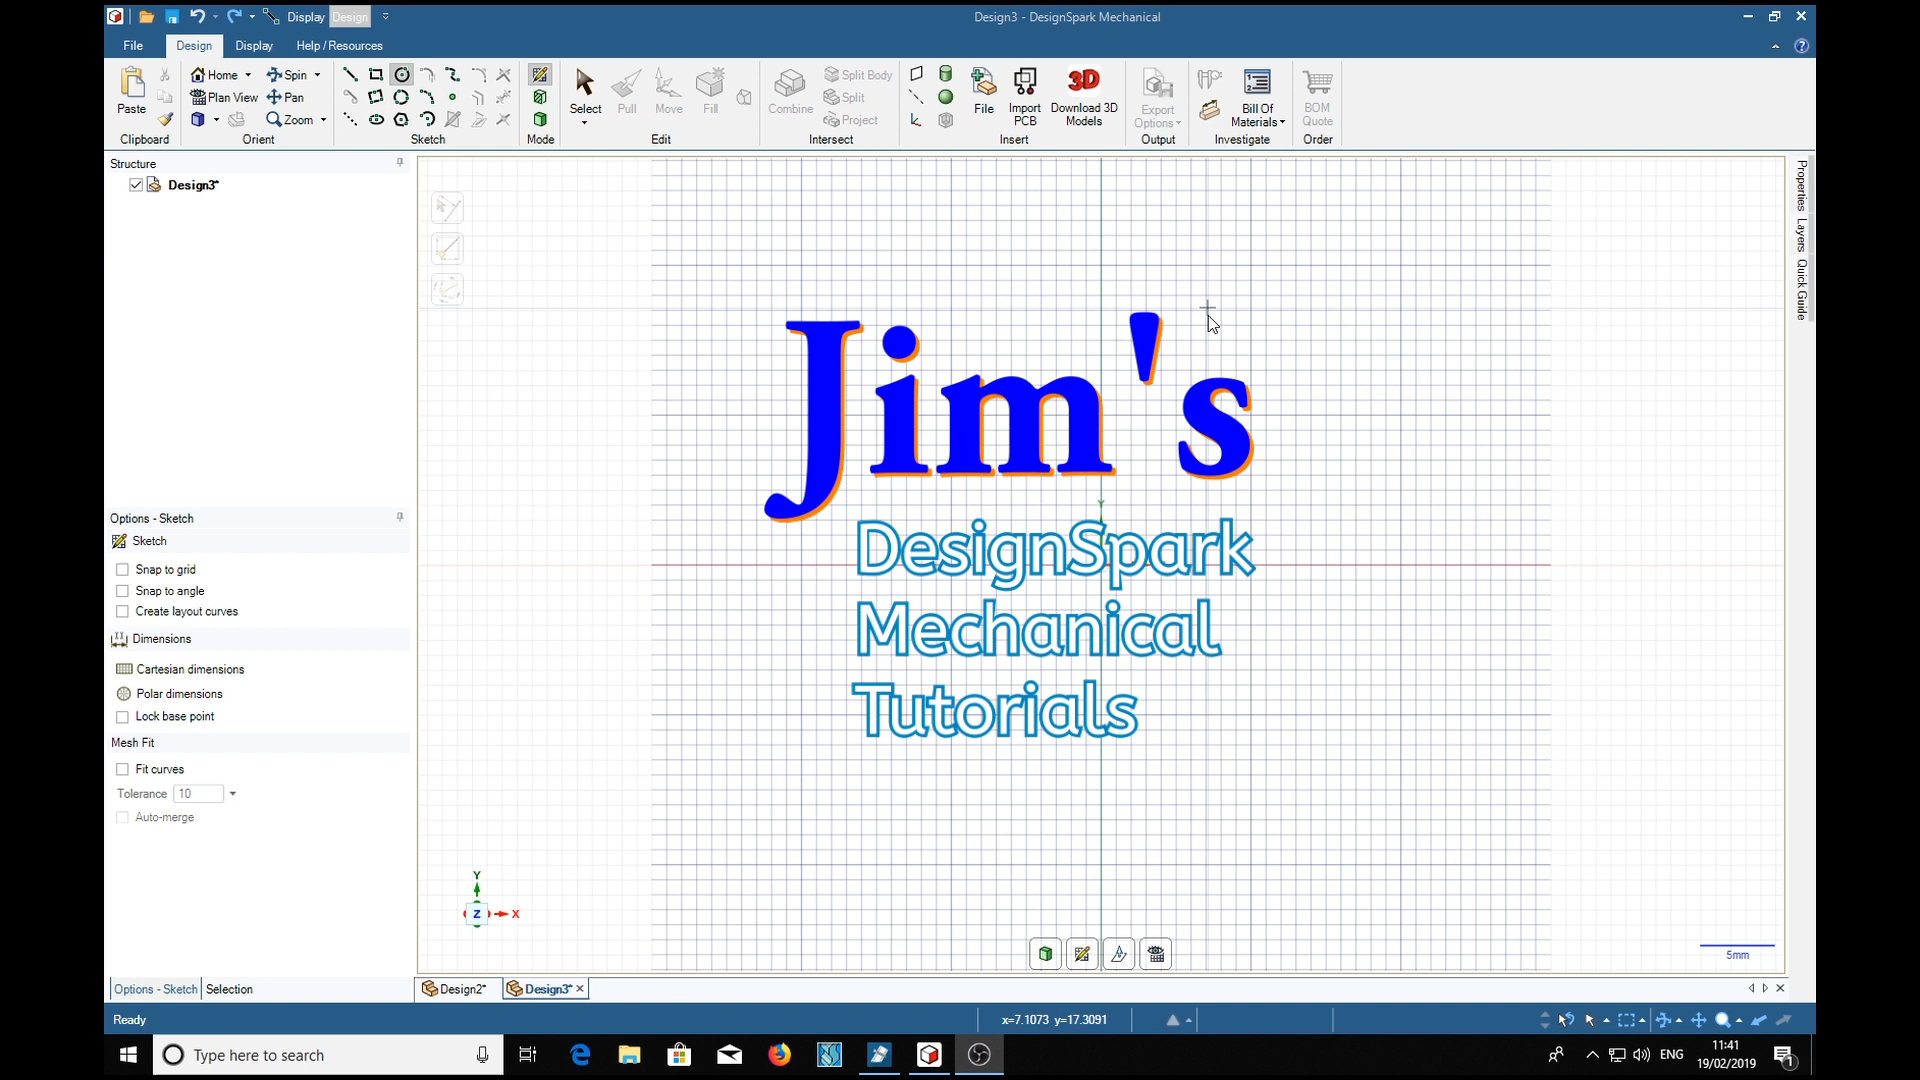 Display Design
Design3 - DesignSpark Mechanical
File Design Display Help / Resources
Paste
Clipboard
Home Spin
Plan View Pan
Zoom
Orient
Sketch
Mode
Select Pull Move Fill
Edit
Combine
Split Body
Split
Project
Intersect
File
Import PCB
Download 3D Models
3D
Insert
Export Options
Output
Bill Of Materials
Investigate
BOM Quote
Order
Structure
Design3*
Properties
Layers
Quick Guide
Jim's
DesignSpark
Mechanical
Tutorials
Y
Options - Sketch
Sketch
Snap to grid
Snap to angle
Create layout curves
Dimensions
Cartesian dimensions
Polar dimensions
Lock base point
Mesh Fit
Fit curves
Tolerance 10
Auto-merge
Y
Z X
5mm
Options - Sketch Selection
Design2* Design3*
Ready
x=7.1073 y=17.3091
Type here to search
ENG
11:41
19/02/2019
1